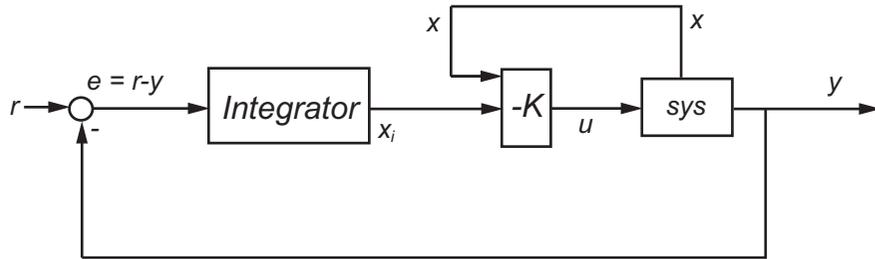 x
x
r
e = r-y
-
Integrator
x_i
-K
u
sys
y